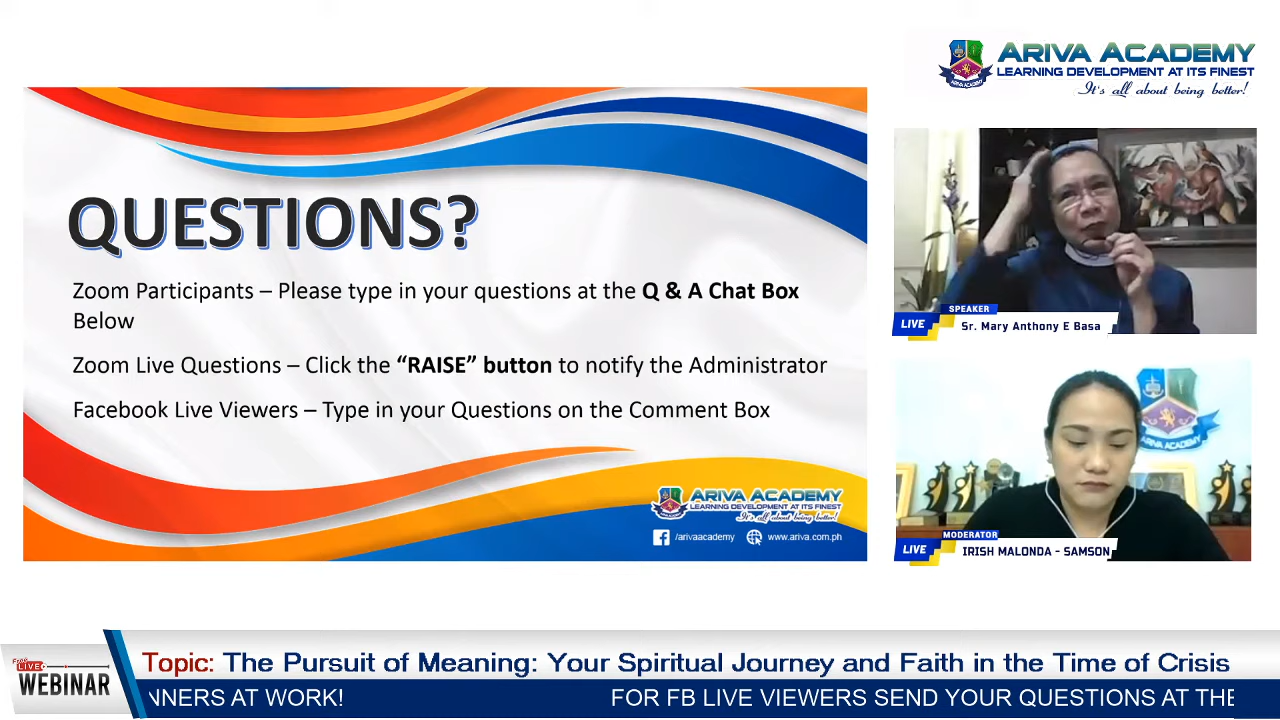 ARIVA ACADEMY
LEARNING DEVELOPMENT AT ITS FINEST
It's all about being better!
QUESTIONS?
Zoom Participants – Please type in your questions at the Q & A Chat Box
Below
Zoom Live Questions – Click the “RAISE” button to notify the Administrator
Facebook Live Viewers – Type in your Questions on the Comment Box
ARIVA ACADEMY
LEARNING DEVELOPMENT AT ITS FINEST
It's all about being better!
/arivaacademy www.ariva.com.ph
SPEAKER
LIVE Sr. Mary Anthony E Basa
ARIVA ACADEMY
MODERATOR
LIVE IRISH MALONDA - SAMSON
FREE
LIVE
WEBINAR
Topic: The Pursuit of Meaning: Your Spiritual Journey and Faith in the Time of Crisis
NNERS AT WORK! FOR FB LIVE VIEWERS SEND YOUR QUESTIONS AT THE